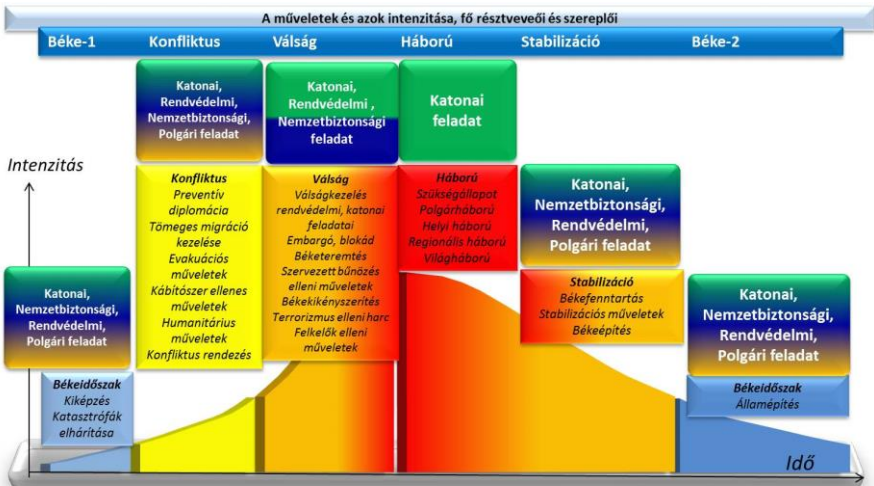 A műveletek és azok intenzitása, fő résztvevői és szereplői
Béke-1
Konfliktus
Válság
Háború
Stabilizáció
Béke-2
Intenzitás
Katonai,
Nemzetbiztonsági,
Rendvédelmi,
Polgári feladat
Békeidőszak
Kiképzés
Katasztrófák
elhárítása
Katonai,
Rendvédelmi,
Nemzetbiztonsági,
Polgári feladat
Konfliktus
Preventív
diplomácia
Tömeges migráció
kezelése
Evakuációs
műveletek
Kábítószer ellenes
műveletek
Humanitárius
műveletek
Konfliktus rendezés
Katonai,
Rendvédelmi ,
Nemzetbiztonsági
feladat
Válság
Válságkezelés
rendvédelmi, katonai
feladatai
Embargó, blokád
Béketeremtés
Szervezett bűnözés
elleni műveletek
Békekikényszerítés
Terrorizmus elleni harc
Felkelők elleni
műveletek
Katonai
feladat
Háború
Szükségállapot
Polgárháború
Helyi háború
Regionális háború
Világháború
Katonai,
Nemzetbiztonsági,
Rendvédelmi,
Polgári feladat
Stabilizáció
Békefenntartás
Stabilizációs műveletek
Békeépítés
Katonai,
Nemzetbiztonsági,
Rendvédelmi,
Polgári feladat
Békeidőszak
Államépítés
Idő